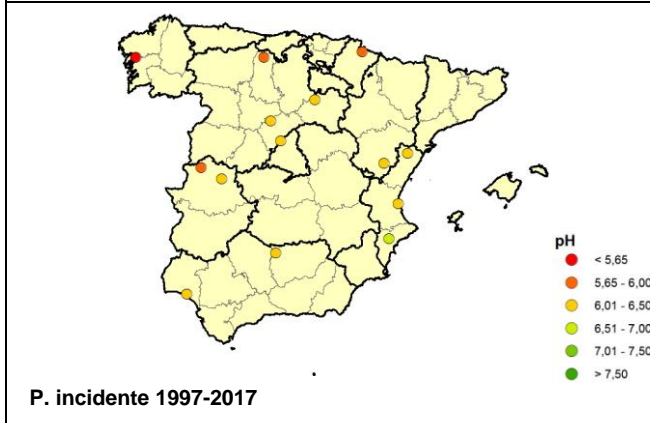 pH
< 5,65
5,65 - 6,00
6,01 - 6,50
6,51 - 7,00
7,01 - 7,50
> 7,50
P. incidente 1997-2017